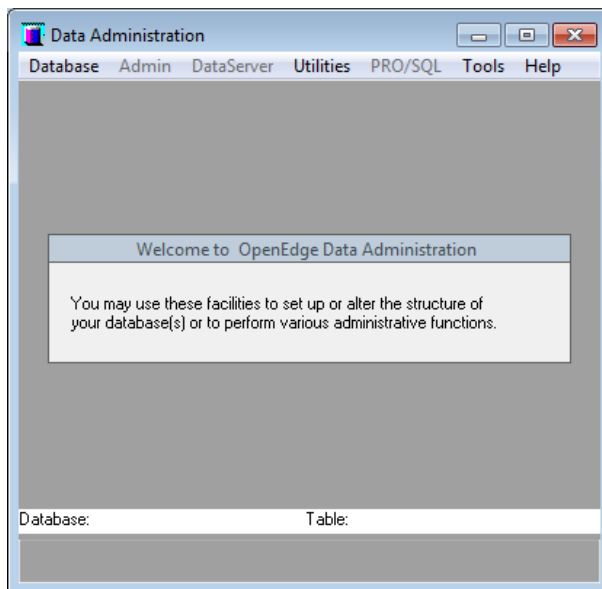 Data Administration
Database Admin DataServer Utilities PRO/SQL Tools Help
Welcome to OpenEdge Data Administration
You may use these facilities to set up or alter the structure of
your database(s) or to perform various administrative functions.
Database: Table: